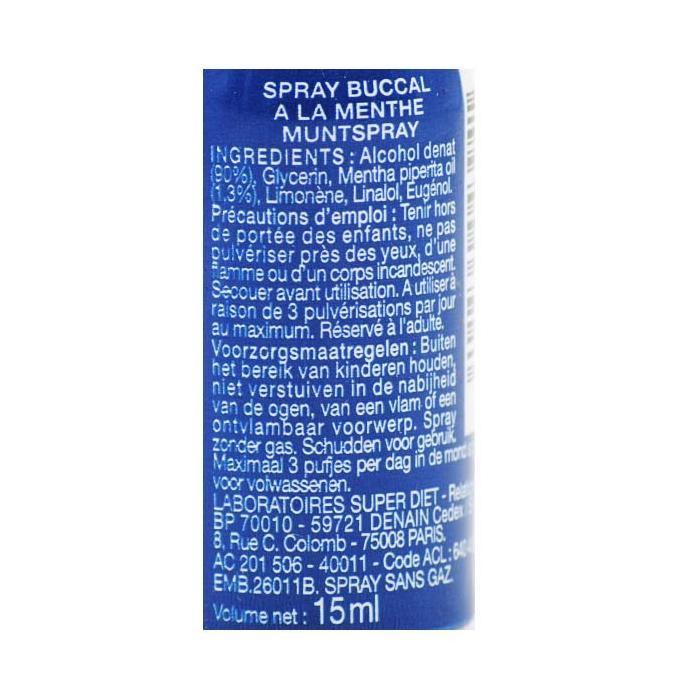 SPRAY BUCCAL
A LA MENTHE
MUNTSPRAY
INGREDIENTS : Alcohol denat
(90%), Glycerin, Mentha piperita oil
(1.3%), Limonène, Linalol, Eugénol.
Précautions d'emploi : Tenir hors
de portée des enfants, ne pas
pulvériser près des yeux, d'une
flamme ou d'un corps incandescent.
Secouer avant utilisation. A utiliser à
raison de 3 pulvérisations par jour
au maximum. Réservé à l'adulte.
Voorzorgsmaatregelen : Buiten
het bereik van kinderen houden,
niet verstuiven in de nabijheid
van de ogen, van een vlam of een
ontvlambaar voorwerp. Spray
zonder gas. Schudden voor gebruik.
Maximaal 3 pufjes per dag in de mond
voor volwassenen.
LABORATOIRES SUPER DIET -
BP 70010 - 59721 DENAIN Cedex
8, Rue C. Colomb - 75008 PARIS.
AC 201 506 - 40011 - Code ACL :
EMB.26011B. SPRAY SANS GAZ.
Volume net : 15ml